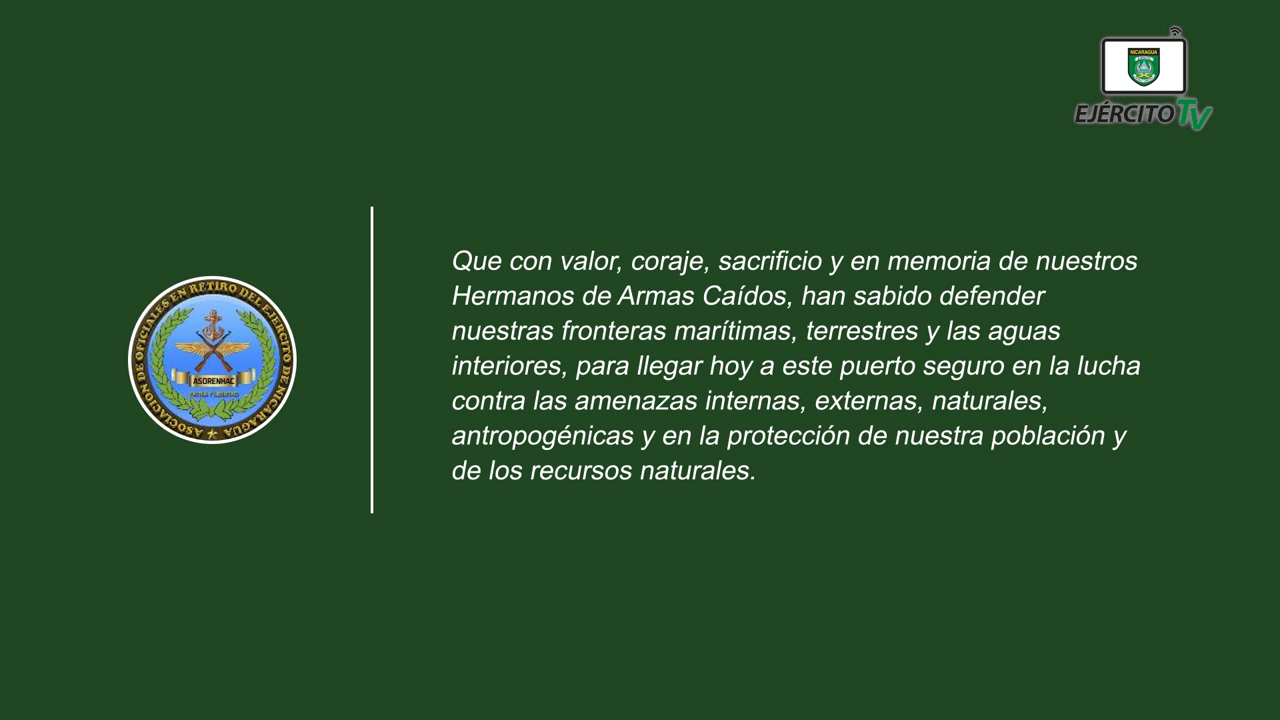 NICARAGUA
EJÉRCITO
EJÉRCITO TV
ASOCIACION DE OFICIALES EN RETIRO DEL EJERCITO DE NICARAGUA
ASORENHAC
Que con valor, coraje, sacrificio y en memoria de nuestros
Hermanos de Armas Caídos, han sabido defender
nuestras fronteras marítimas, terrestres y las aguas
interiores, para llegar hoy a este puerto seguro en la lucha
contra las amenazas internas, externas, naturales,
antropogénicas y en la protección de nuestra población y
de los recursos naturales.